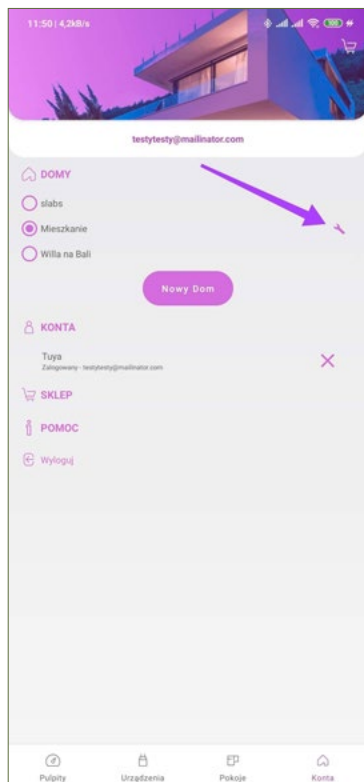 11:50 | 4,2kB/s
100
testytesty@mailinator.com
DOMY
slabs
Mieszkanie
Willa na Bali
Nowy Dom
KONTA
Tuya
Zalogowany - testytesty@mailinator.com
SKLEP
POMOC
Wyloguj
Pulpity Urządzenia Pokoje Konta